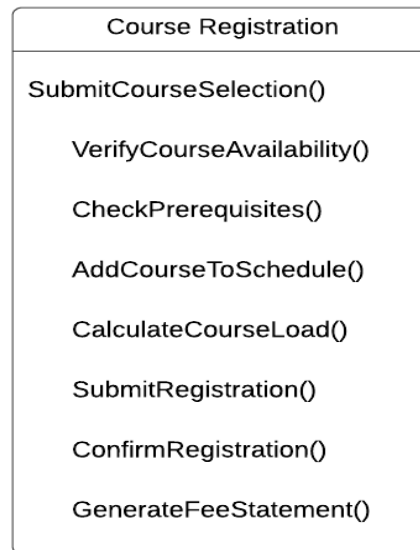 Course Registration
SubmitCourseSelection()
VerifyCourseAvailability()
CheckPrerequisites()
AddCourseToSchedule()
CalculateCourseLoad()
SubmitRegistration()
ConfirmRegistration()
GenerateFeeStatement()